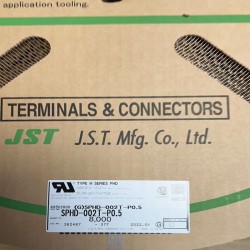 application tooling.
TERMINALS & CONNECTORS
JST J.S.T. Mfg. Co., Ltd.
TYPE H SERIES PHD
(G)SPHD-002T-P0.5
SPHD-002T-P0.5
8,000